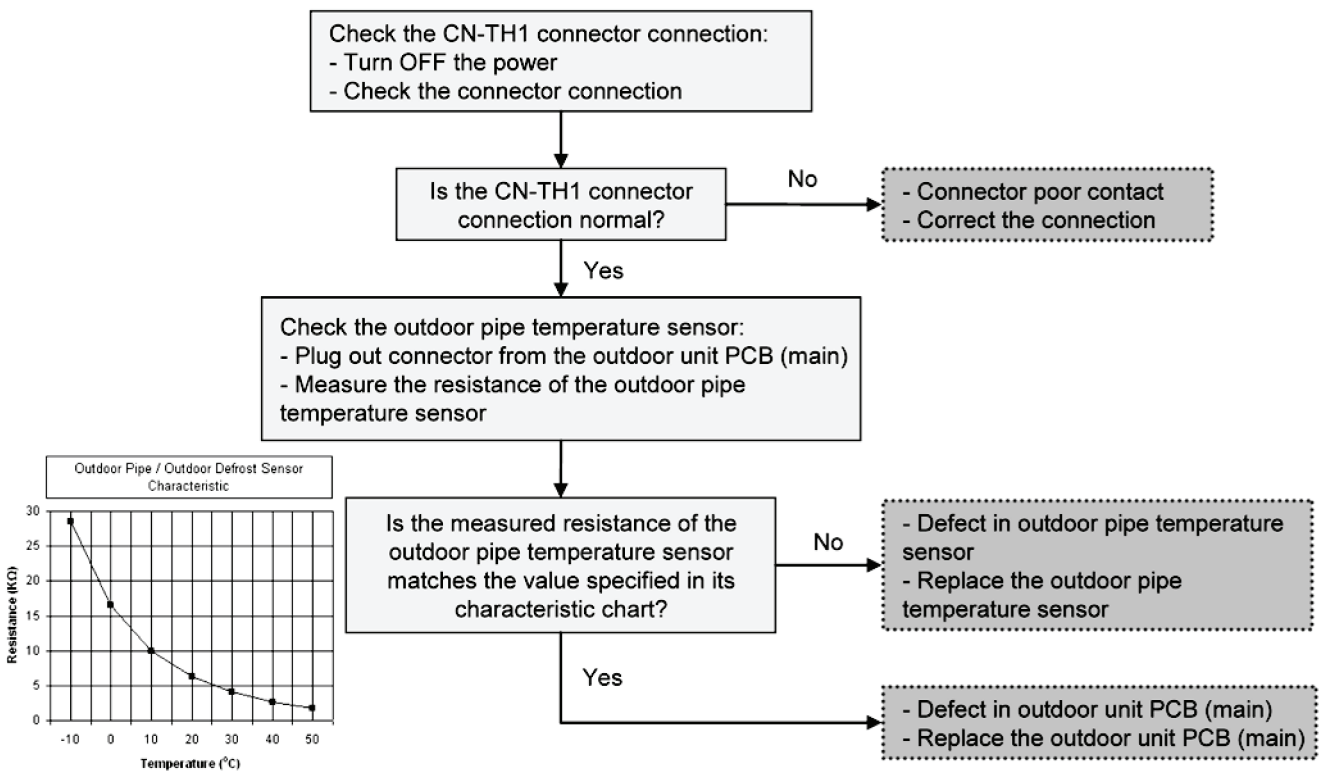 Check the CN-TH1 connector connection:
- Turn OFF the power
- Check the connector connection
Is the CN-TH1 connector
connection normal?
No
- Connector poor contact
- Correct the connection
Yes
Check the outdoor pipe temperature sensor:
- Plug out connector from the outdoor unit PCB (main)
- Measure the resistance of the outdoor pipe
temperature sensor
Outdoor Pipe / Outdoor Defrost Sensor
Characteristic
30
25
20
15
10
5
0
Resistance (KΩ)
-10 0 10 20 30 40 50
Temperature (°C)
Is the measured resistance of the
outdoor pipe temperature sensor
matches the value specified in its
characteristic chart?
No
- Defect in outdoor pipe temperature
sensor
- Replace the outdoor pipe
temperature sensor
Yes
- Defect in outdoor unit PCB (main)
- Replace the outdoor unit PCB (main)